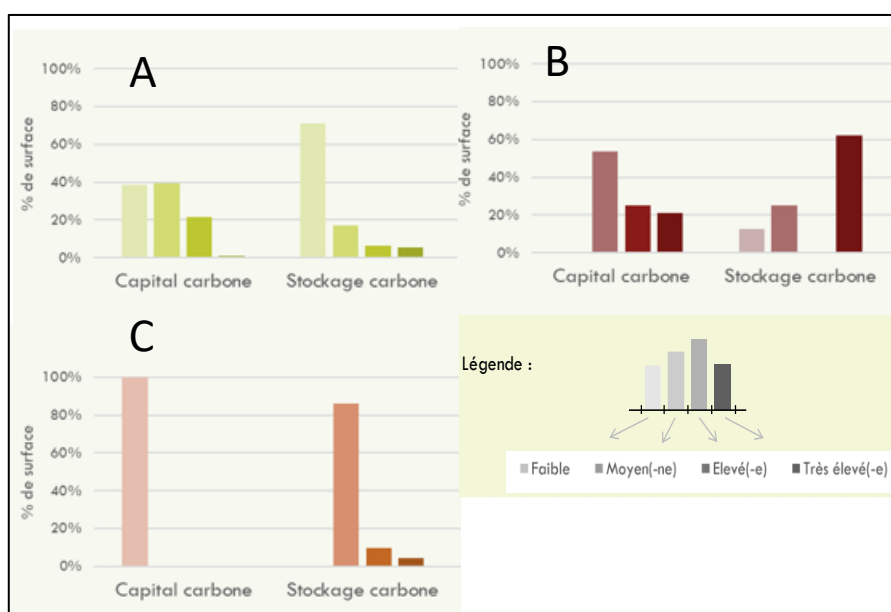 A
100%
80%
60%
40%
20%
0%
% de surface
Capital carbone Stockage carbone
B
100%
80%
60%
40%
20%
0%
% de surface
Capital carbone Stockage carbone
C
100%
80%
60%
40%
20%
0%
% de surface
Capital carbone Stockage carbone
Légende :
Faible Moyen(-ne) Elevé(-e) Très élevé(-e)